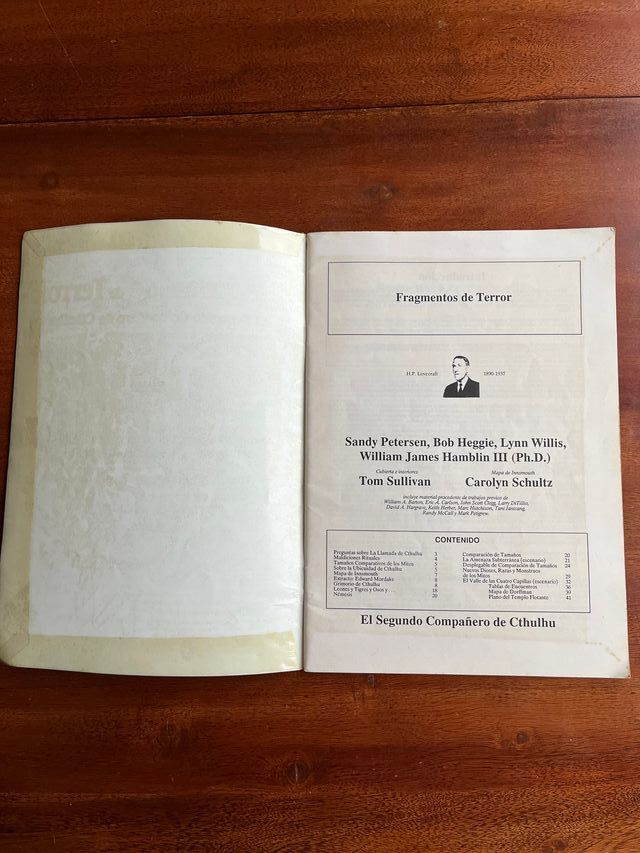 Fragmentos de Terror
H.P. Lovecraft 1890-1937
Sandy Petersen, Bob Heggie, Lynn Willis,
William James Hamblin III (Ph.D.)
Cubierta e interiores Mapa de Innsmouth
Tom Sullivan Carolyn Schultz
incluye material procedente de trabajos previos de
William A. Barton, Eric A. Carlson, John Scott Clegg, Larry DiTillio,
David A. Hargrave, Keith Herber, Marc Hutchison, Tani Jantsang,
Randy McCall y Mark Pettigrew.
CONTENIDO
Preguntas sobre La Llamada de Cthulhu 3
Maldiciones Rituales 4
Tamaños Comparativos de los Mitos 5
Sobre la Ubicuidad de Cthulhu 5
Mapa de Innsmouth
Extracto: Edward Mordake 8
Grimorio de Cthulhu 8
Leones y Tigres y Osos y . . . 18
Némesis 20
Comparación de Tamaños 20
La Amenaza Subterránea (escenario) 21
Desplegable de Comparación de Tamaños 24
Nuevos Dioses, Razas y Monstruos
de los Mitos 29
El Valle de las Cuatro Capillas (escenario) 32
Tablas de Encuentros 36
Mapa de Dorffman 39
Plano del Templo Flotante 41
El Segundo Compañero de Cthulhu